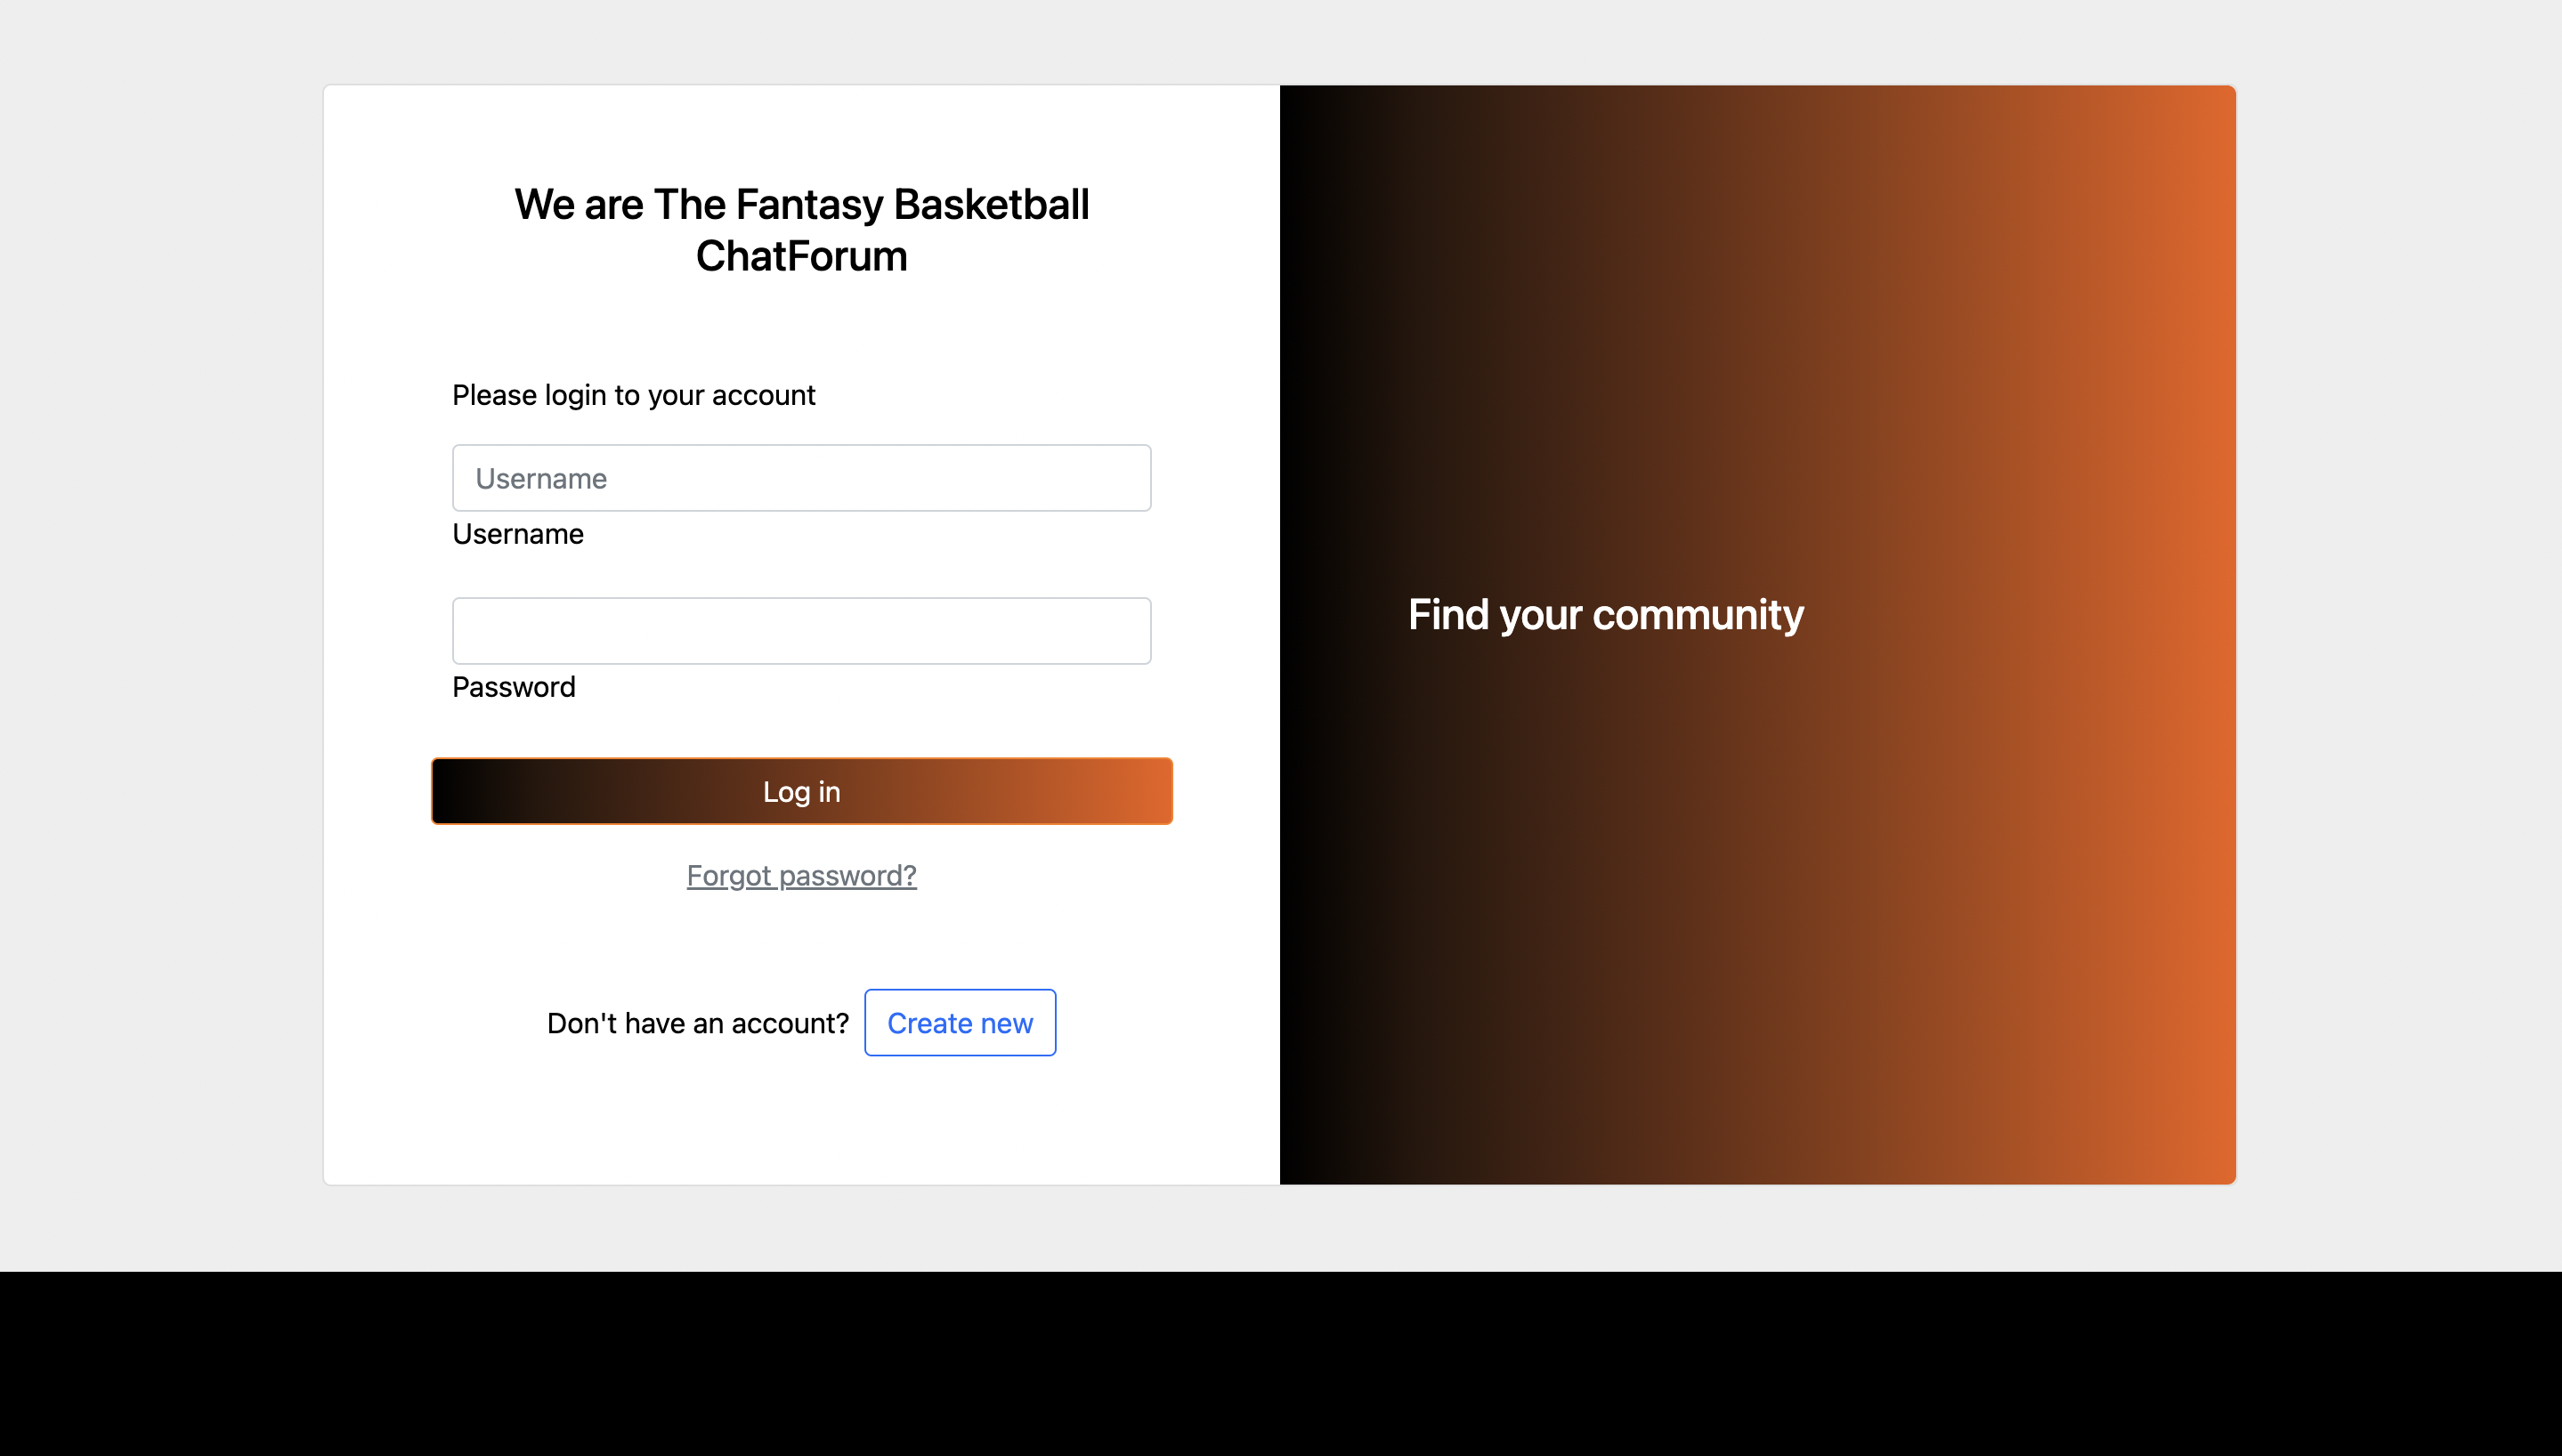 We are The Fantasy Basketball
ChatForum
Please login to your account
Username
Username
Password
Log in
Forgot password?
Don't have an account? Create new
Find your community